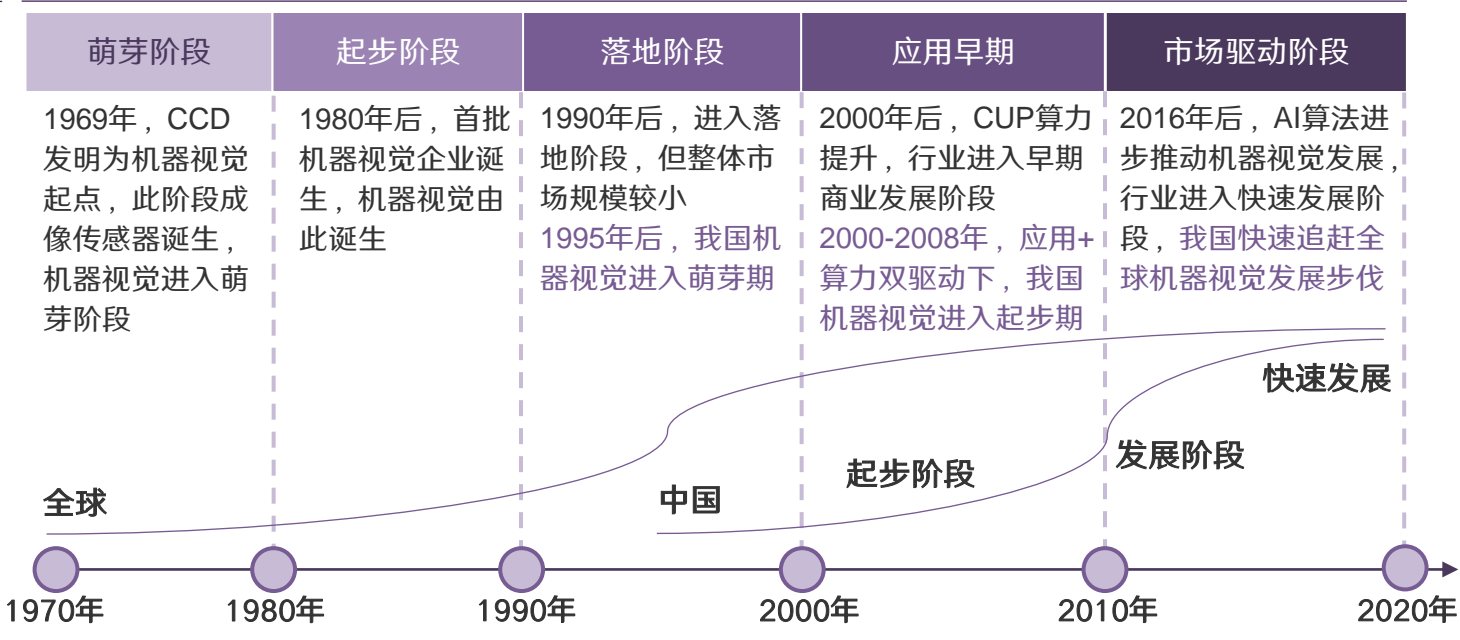 萌芽阶段
起步阶段
落地阶段
应用早期
市场驱动阶段
1969年，CCD
发明为机器视觉
起点，此阶段成
像传感器诞生，
机器视觉进入萌
芽阶段
1980年后，首批
机器视觉企业诞
生，机器视觉由
此诞生
1990年后，进入落
地阶段，但整体市
场规模较小
1995年后，我国机
器视觉进入萌芽期
2000年后，CUP算力
提升，行业进入早期
商业发展阶段
2000-2008年，应用+
算力双驱动下，我国
机器视觉进入起步期
2016年后，AI算法进
步推动机器视觉发展，
行业进入快速发展阶
段，我国快速追赶全
球机器视觉发展步伐
快速发展
发展阶段
起步阶段
中国
全球
1970年
1980年
1990年
2000年
2010年
2020年